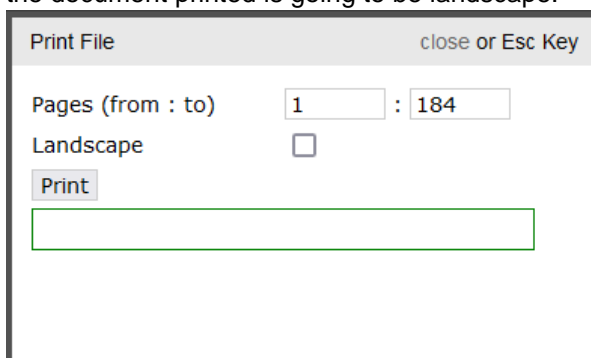 the document printed is going to be landscape.
Print File close or Esc Key
Pages (from : to) 1 : 184
Landscape
Print